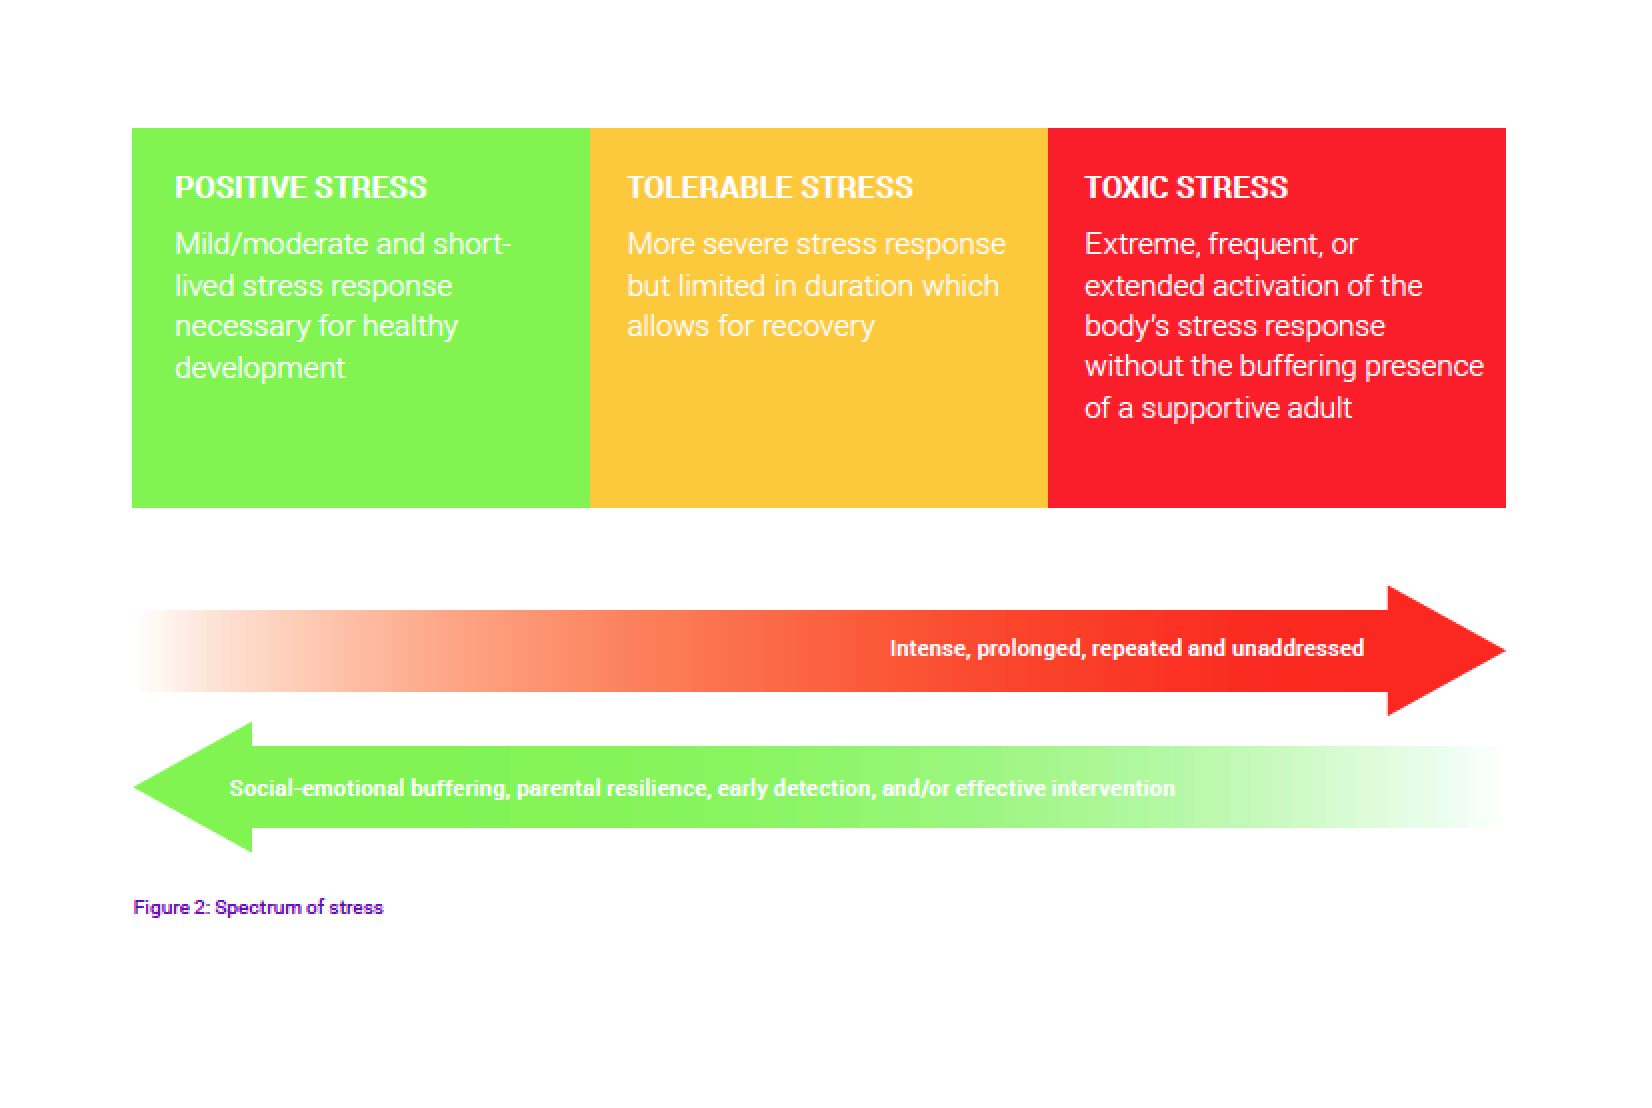 POSITIVE STRESS
Mild/moderate and short-
lived stress response
necessary for healthy
development
TOLERABLE STRESS
More severe stress response
but limited in duration which
allows for recovery
TOXIC STRESS
Extreme, frequent, or
extended activation of the
body's stress response
without the buffering presence
of a supportive adult
Intense, prolonged, repeated and unaddressed
Social-emotional buffering, parental resilience, early detection, and/or effective intervention
Figure 2: Spectrum of stress